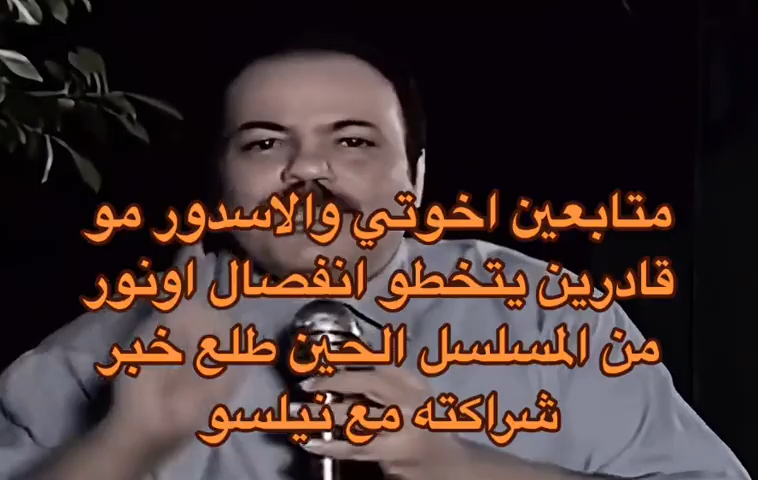 متابعين اخوتي والاسدور مو
قادرين يتخطو انفصال اونور
من المسلسل الحين طلع خبر
شراكته مع نيلسو